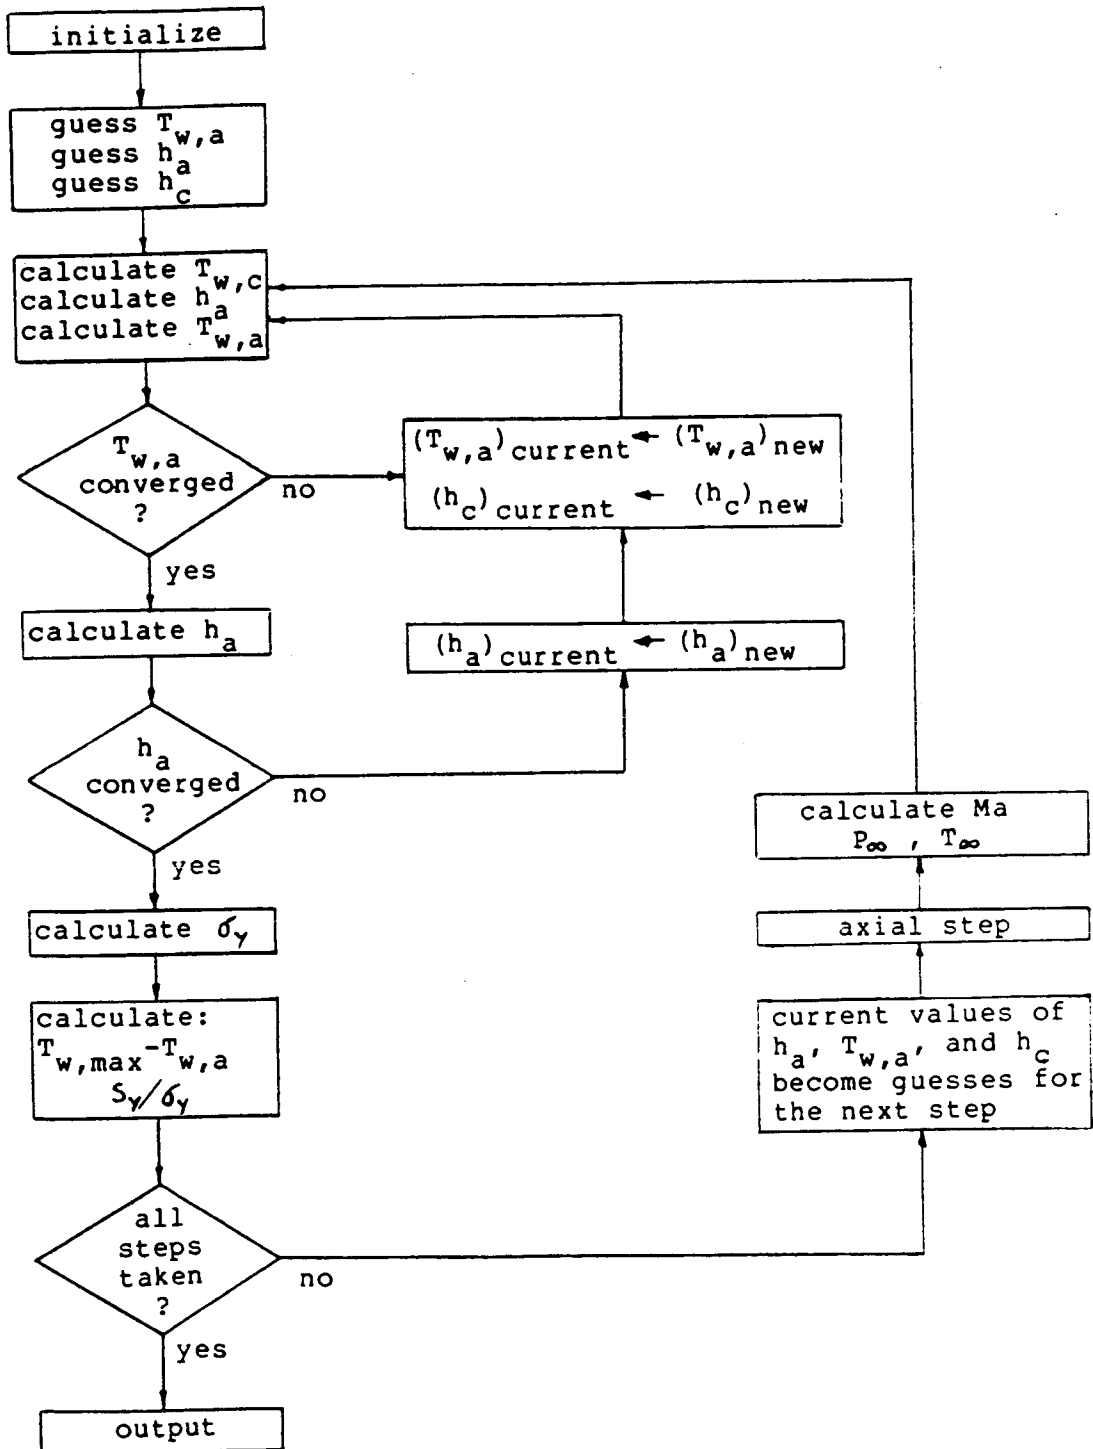 initialize
guess T_w,a
guess h_a
guess h_c
calculate T_w,c
calculate h_a
calculate T_w,a
T_w,a
converged
?
no
(T_w,a)current ← (T_w,a)new
(h_c)current ← (h_c)new
yes
calculate h_a
(h_a)current ← (h_a)new
h_a
converged
?
no
yes
calculate σ_y
calculate:
T_w,max-T_w,a
S_y/σ_y
all
steps
taken
?
no
yes
output
current values of
h_a, T_w,a, and h_c
become guesses for
the next step
axial step
calculate Ma
P_∞ , T_∞